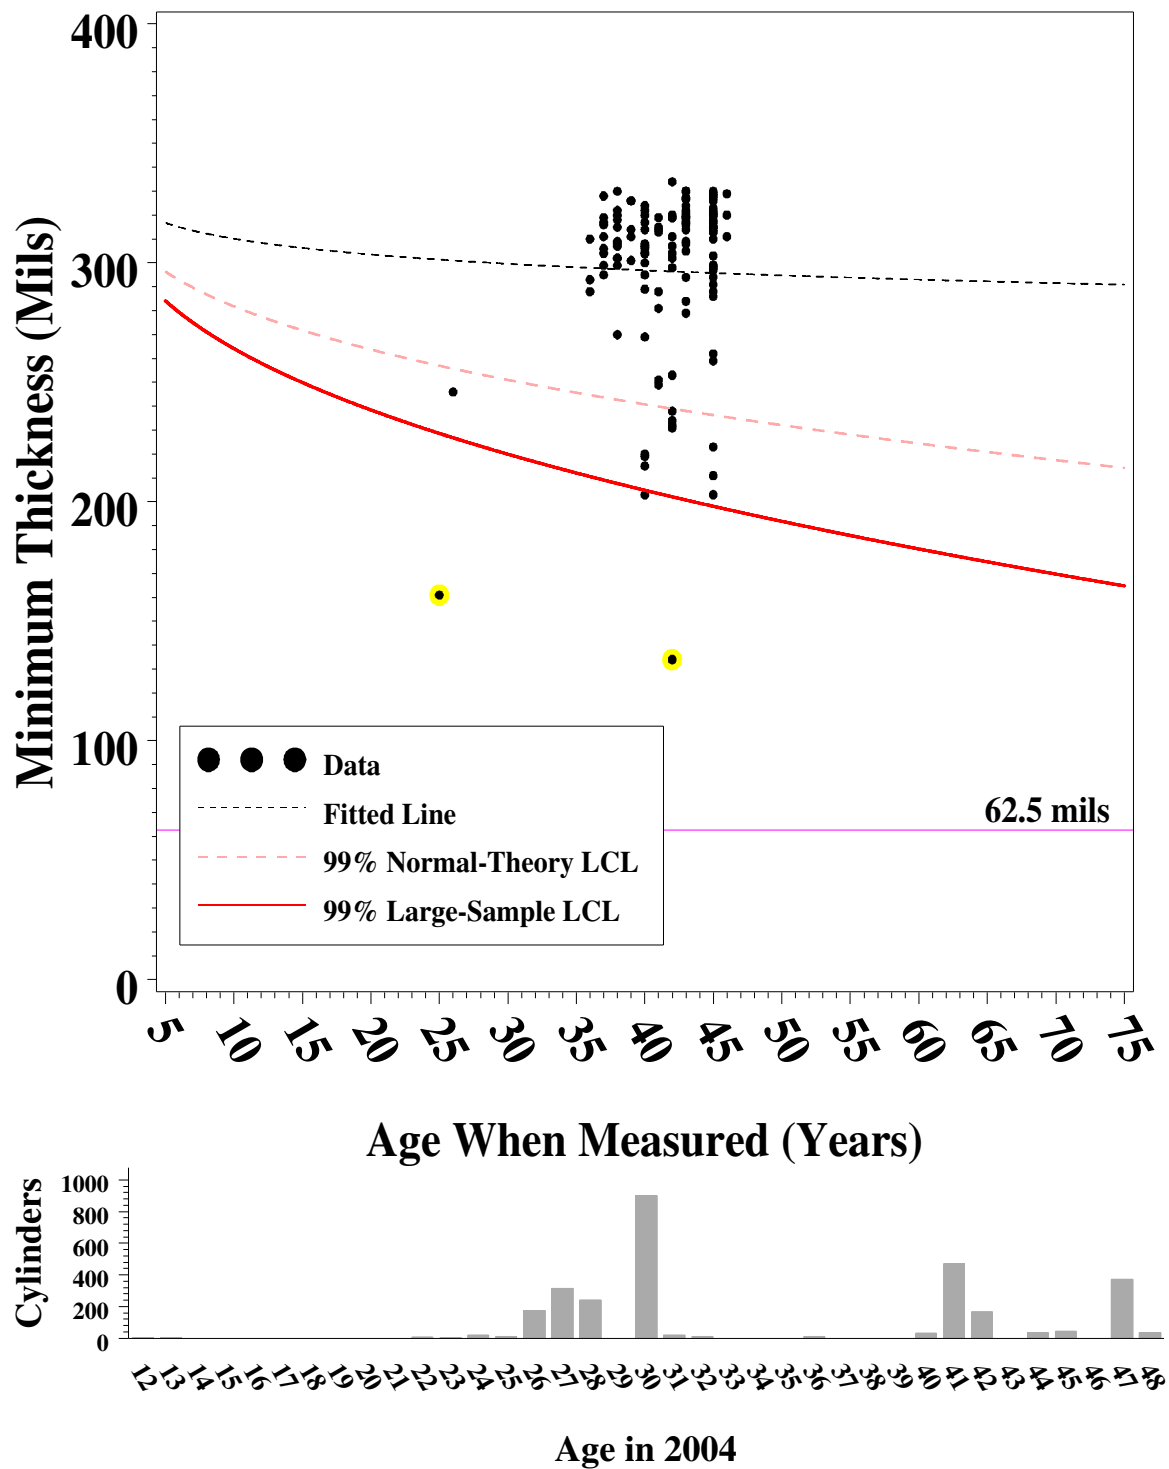 400
300
200
100
0
Minimum Thickness (Mils)
62.5 mils
Data
Fitted Line
99% Normal-Theory LCL
99% Large-Sample LCL
5 10 15 20 25 30 35 40 45 50 55 60 65 70 75
Age When Measured (Years)
1000
800
600
400
200
0
Cylinders
12 13 14 15 16 17 18 19 20 21 22 23 24 25 26 27 28 29 30 31 32 33 34 35 36 37 38 39 40 41 42 43 44 45 46 47 48
Age in 2004